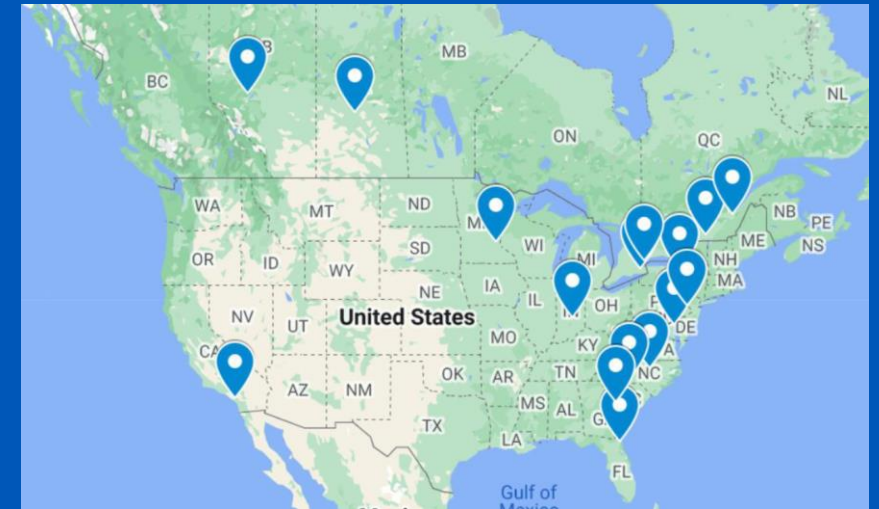 MB
BC
NL
ON
QC
WA
MT
ND
NB
PE
OR
ID
SD
WI
MI
ME
NS
WY
NH
IA
MA
NE
IL
OH
NV
UT
United States
DE
MO
KY
CA
AZ
NM
OK
AR
TN
NC
MS
AL
TX
LA
FL
Gulf of